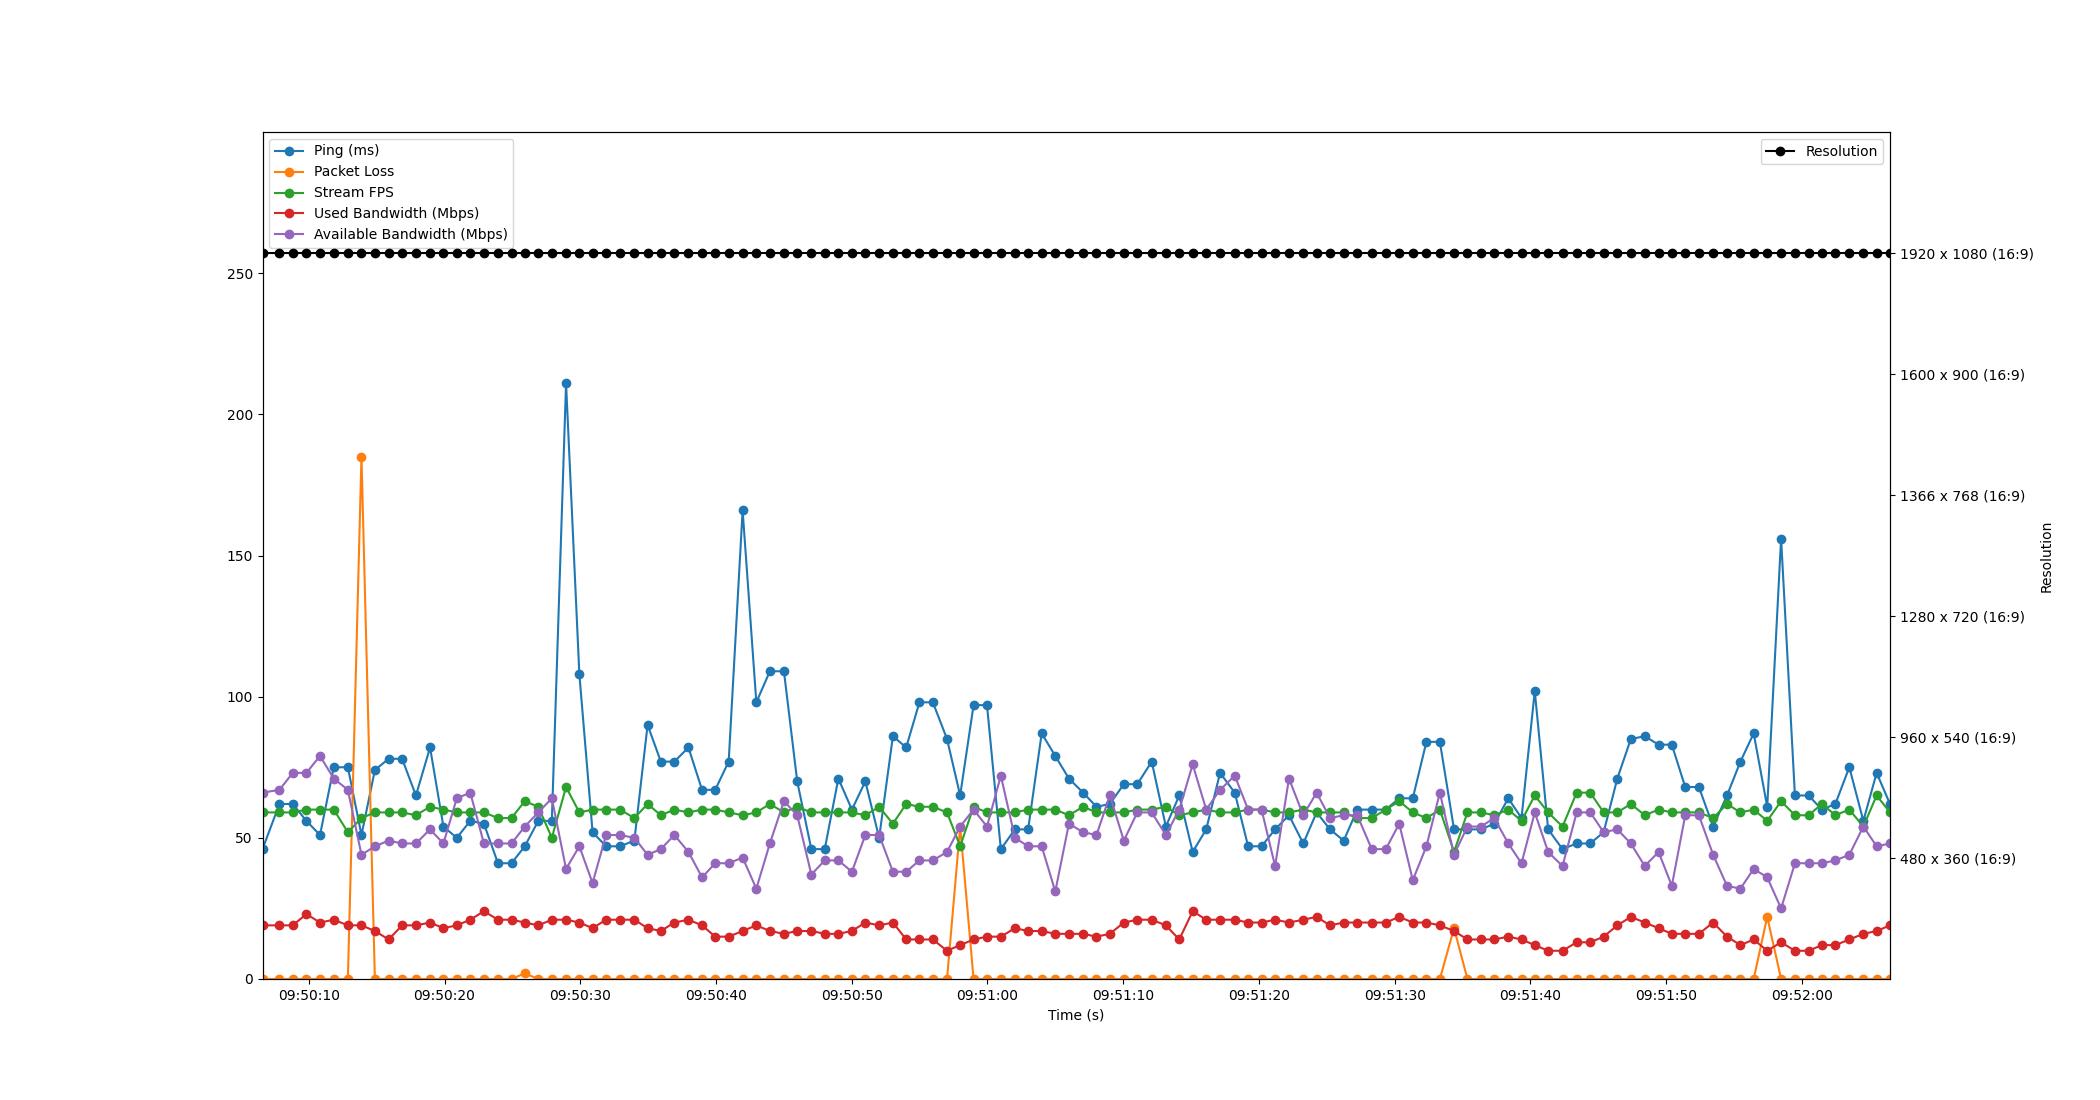 Ping (ms)
Packet Loss
Stream FPS
Used Bandwidth (Mbps)
Available Bandwidth (Mbps)
Resolution
250
200
150
100
50
0
1920 x 1080 (16:9)
1600 x 900 (16:9)
1366 x 768 (16:9)
1280 x 720 (16:9)
960 x 540 (16:9)
480 x 360 (16:9)
Resolution
09:50:10 09:50:20 09:50:30 09:50:40 09:50:50 09:51:00 09:51:10 09:51:20 09:51:30 09:51:40 09:51:50 09:52:00
Time (s)